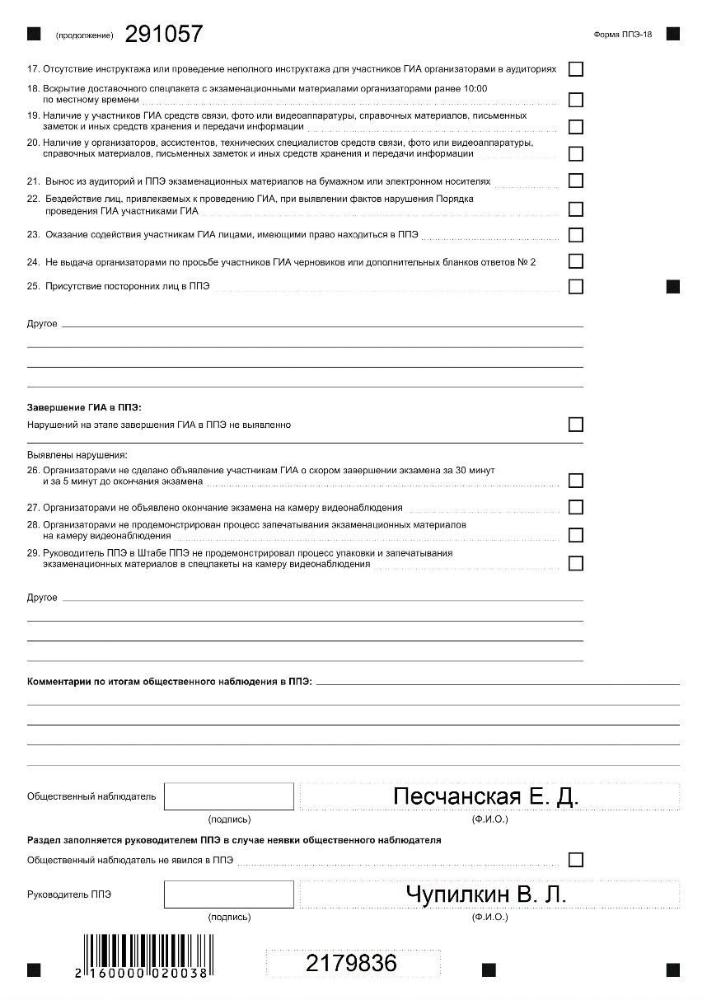 (продолжение) 291057 Форма ППЭ-18
17. Отсутствие инструктажа или проведение неполного инструктажа для участников ГИА организаторами в аудиториях
18. Вскрытие доставочного спецпакета с экзаменационными материалами организаторами ранее 10:00
по местному времени
19. Наличие у участников ГИА средств связи, фото или видеоаппаратуры, справочных материалов, письменных
заметок и иных средств хранения и передачи информации
20. Наличие у организаторов, ассистентов, технических специалистов средств связи, фото или видеоаппаратуры,
справочных материалов, письменных заметок и иных средств хранения и передачи информации
21. Вынос из аудиторий и ППЭ экзаменационных материалов на бумажном или электронном носителях
22. Бездействие лиц, привлекаемых к проведению ГИА, при выявлении фактов нарушения Порядка
проведения ГИА участниками ГИА
23. Оказание содействия участникам ГИА лицами, имеющими право находиться в ППЭ
24. Не выдача организаторами по просьбе участников ГИА черновиков или дополнительных бланков ответов № 2
25. Присутствие посторонних лиц в ППЭ
Другое
Завершение ГИА в ППЭ:
Нарушений на этапе завершения ГИА в ППЭ не выявленно
Выявлены нарушения:
26. Организаторами не сделано объявление участникам ГИА о скором завершении экзамена за 30 минут
и за 5 минут до окончания экзамена
27. Организаторами не объявлено окончание экзамена на камеру видеонаблюдения
28. Организаторами не продемонстрирован процесс запечатывания экзаменационных материалов
на камеру видеонаблюдения
29. Руководитель ППЭ в Штабе ППЭ не продемонстрировал процесс упаковки и запечатывания
экзаменационных материалов в спецпакеты на камеру видеонаблюдения
Другое
Комментарии по итогам общественного наблюдения в ППЭ:
Общественный наблюдатель Песчанская Е. Д.
(подпись) (Ф.И.О.)
Раздел заполняется руководителем ППЭ в случае неявки общественного наблюдателя
Общественный наблюдатель не явился в ППЭ
Руководитель ППЭ Чупилкин В. Л.
(подпись) (Ф.И.О.)
2 160000 020038 2179836